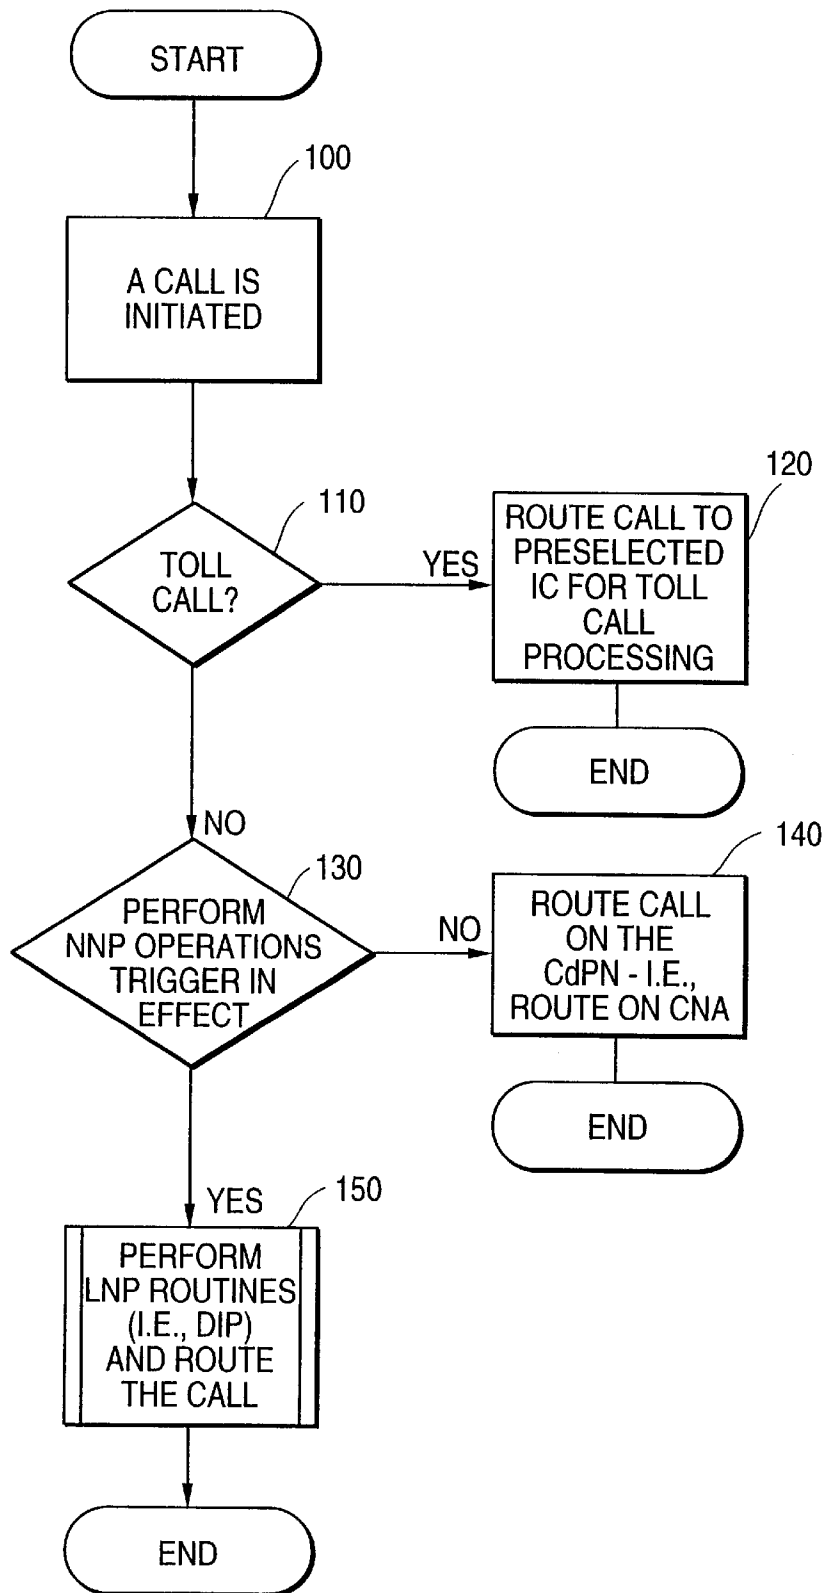 START
100
A CALL IS
INITIATED
110
TOLL
CALL?
YES
120
ROUTE CALL TO
PRESELECTED
IC FOR TOLL
CALL
PROCESSING
END
NO
130
PERFORM
NNP OPERATIONS
TRIGGER IN
EFFECT
NO
140
ROUTE CALL
ON THE
CdPN - I.E.,
ROUTE ON CNA
END
YES
150
PERFORM
LNP ROUTINES
(I.E., DIP)
AND ROUTE
THE CALL
END